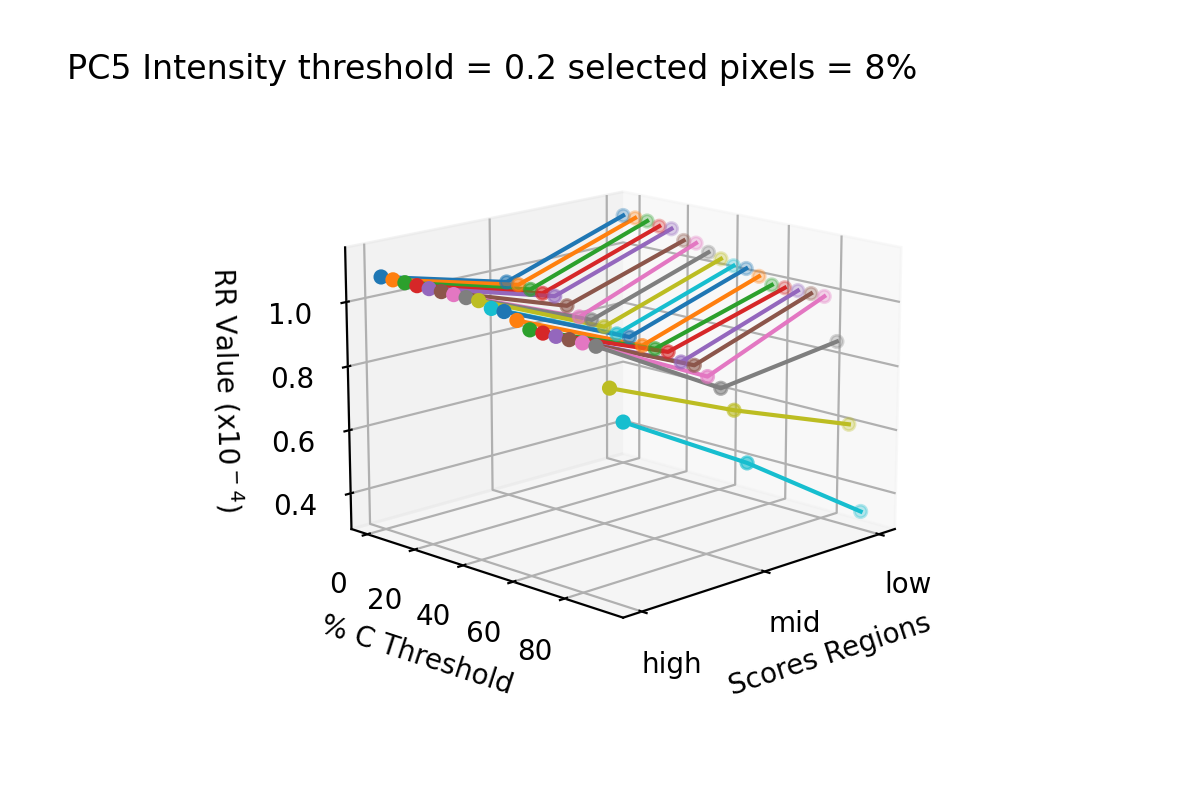 PC5 Intensity threshold = 0.2 selected pixels = 8%
RR Value (x10⁻⁴)
1.0
0.8
0.6
0.4
0
20
40
60
80
% C Threshold
high
mid
low
Scores Regions